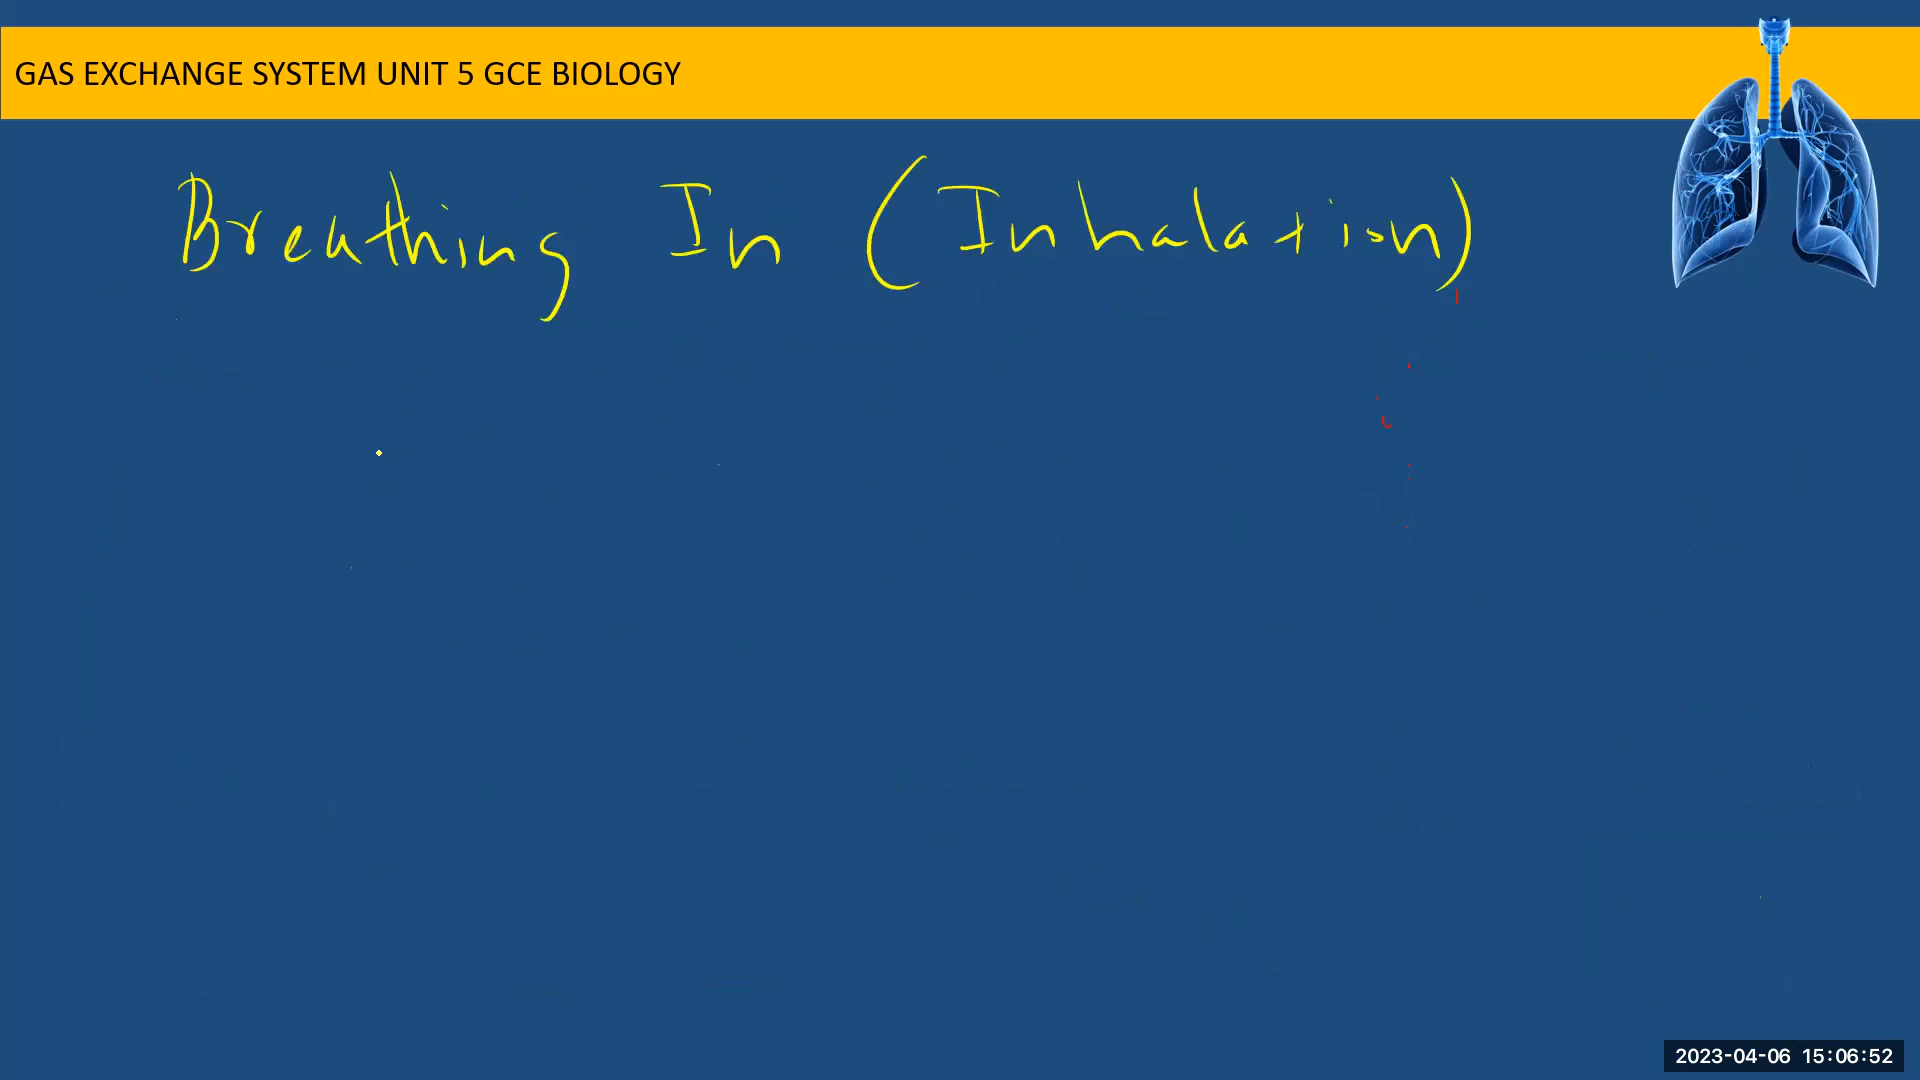 GAS EXCHANGE SYSTEM UNIT 5 GCE BIOLOGY
Breathing In (Inhalation)
2023-04-06 15:06:52